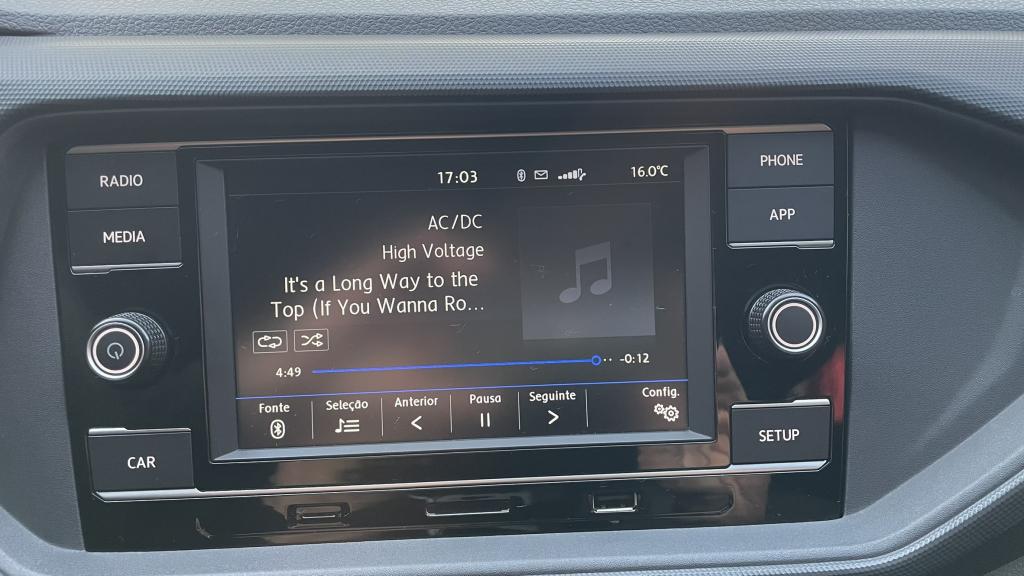 RADIO
MEDIA
17:03
16.0°C
PHONE
APP
AC/DC
High Voltage
It's a Long Way to the
Top (If You Wanna Ro...
4:49
-0:12
Fonte
Seleção
Anterior
Pausa
Seguinte
Config.
CAR
SETUP